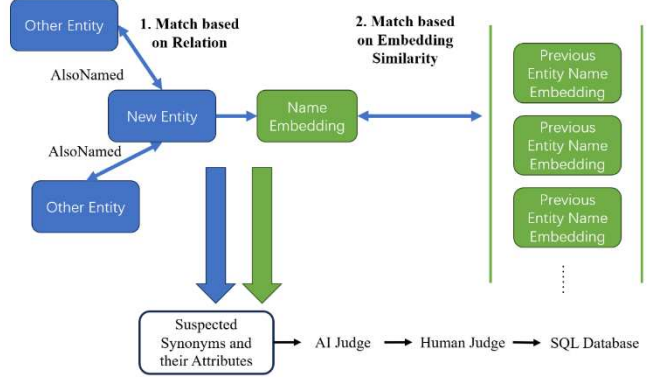 Other Entity
1. Match based
on Relation
2. Match based
on Embedding
Similarity
AlsoNamed
New Entity
Name
Embedding
AlsoNamed
Other Entity
Previous
Entity Name
Embedding
Previous
Entity Name
Embedding
Previous
Entity Name
Embedding
......
Suspected
Synonyms and
their Attributes
AI Judge
Human Judge
SQL Database